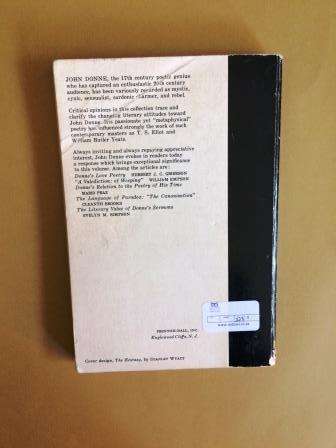 JOHN DONNE, the 17th century poetic genius
who has captured an enthusiastic 20th century
audience, has been variously regarded as mystic,
cynic, sensualist, sardonic charmer, and rebel.
Critical opinions in this collection trace and
clarify the changing literary attitudes toward
John Donne. His passionate yet "metaphysical"
poetry has influenced strongly the work of such
contemporary masters as T. S. Eliot and
William Butler Yeats.
Always inviting and always requiring appreciative
interest, John Donne evokes in readers today
a response which brings exceptional significance
to this volume. Among the articles are:
Donne's Love Poetry HERBERT J. C. GRIERSON
"A Valediction: of Weeping" WILLIAM EMPSON
Donne's Relation to the Poetry of His Time
MARIO PRAZ
The Language of Paradox: "The Canonization"
CLEANTH BROOKS
The Literary Value of Donne's Sermons
EVELYN M. SIMPSON
PRENTICE-HALL, INC.
Englewood Cliffs, N. J.
Cover design, The Ecstasy, by STANLEY WYATT